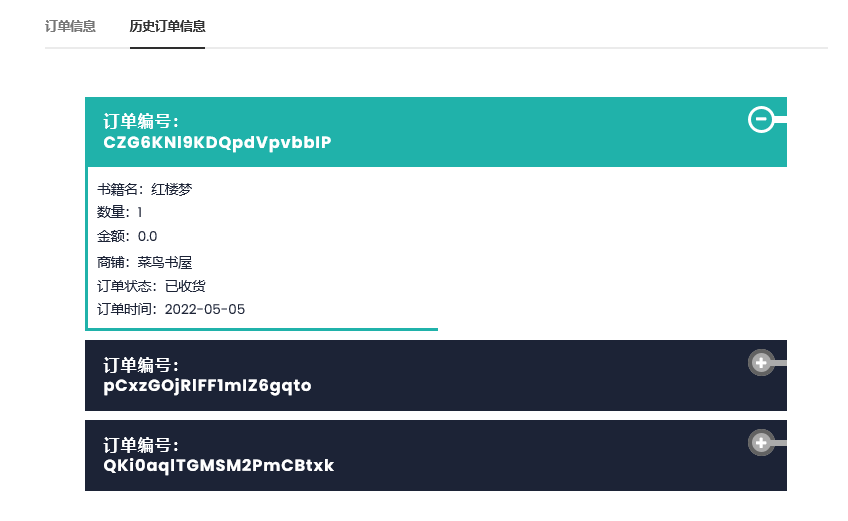 订单信息 历史订单信息
订单编号：
CZG6KNI9KDQpdVpvbbIP
书籍名：红楼梦
数量：1
金额：0.0
商铺：菜鸟书屋
订单状态：已收货
订单时间：2022-05-05
订单编号：
pCxzGOjRIFF1mIZ6gqto
订单编号：
QKi0aqITGMSM2PmCBtxk